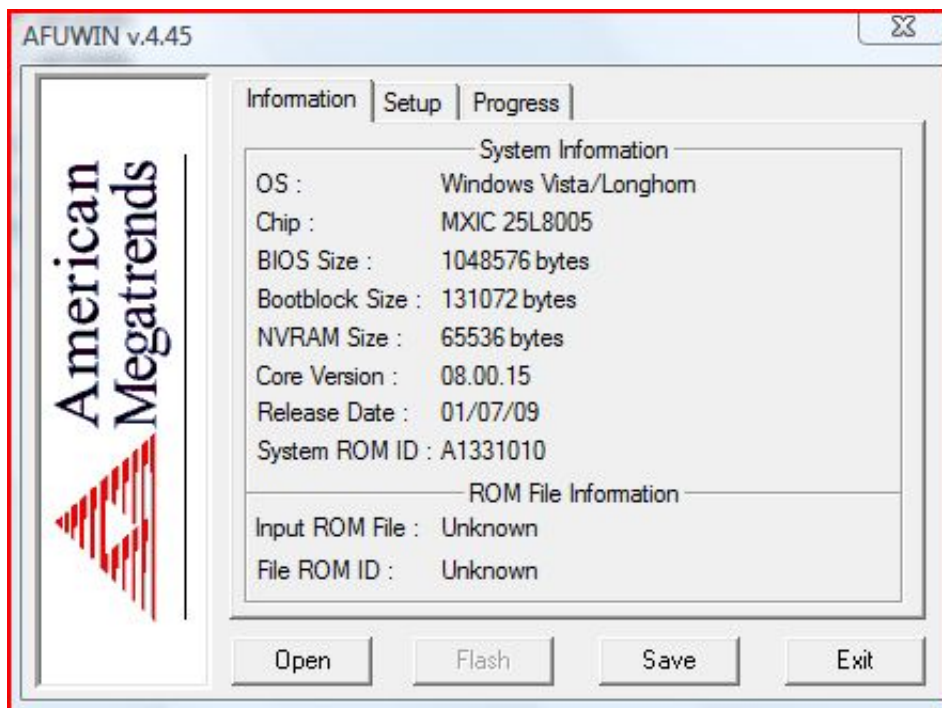 AFUWIN v.4.45
American
Megatrends
Information Setup Progress
System Information
OS : Windows Vista/Longhorn
Chip : MXIC 25L8005
BIOS Size : 1048576 bytes
Bootblock Size : 131072 bytes
NVRAM Size : 65536 bytes
Core Version : 08.00.15
Release Date : 01/07/09
System ROM ID : A1331010
ROM File Information
Input ROM File : Unknown
File ROM ID : Unknown
Open Flash Save Exit